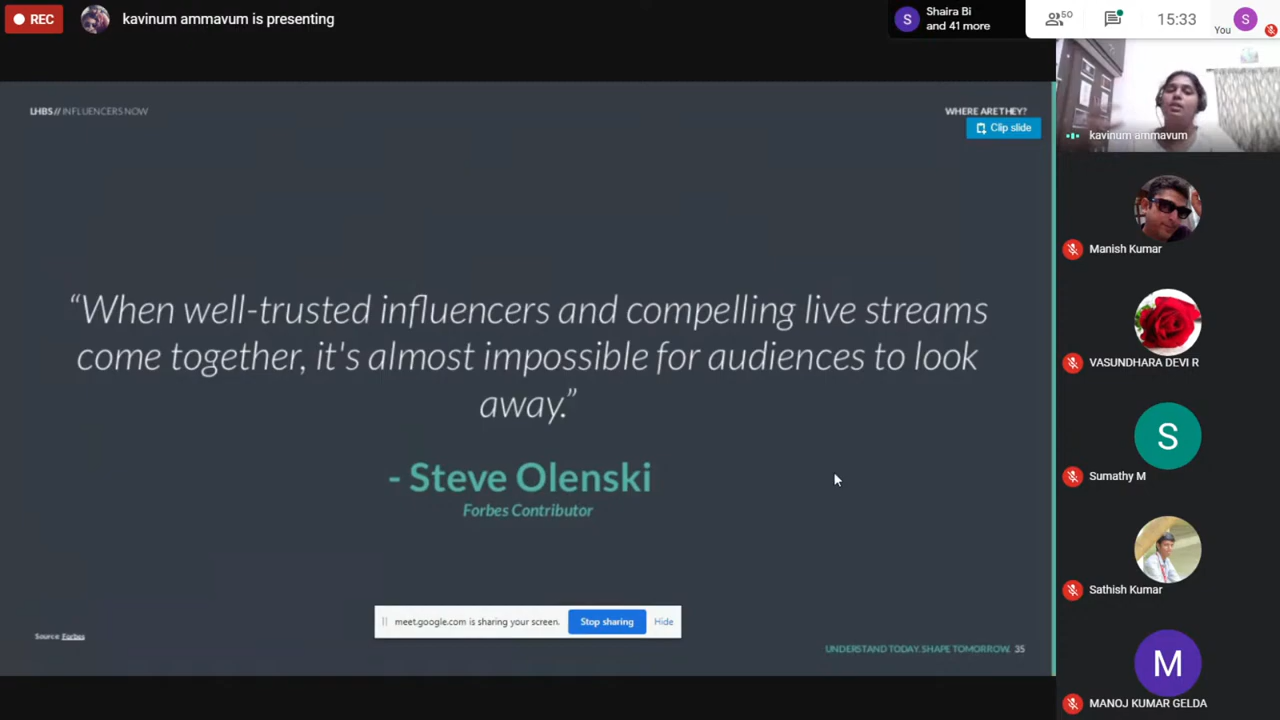 REC
kavinum ammavum is presenting
S
Shaira Bi
and 41 more
50
15:33
You
S
LHBS// INFLUENCERS NOW
WHERE ARE THEY?
Clip slide
“When well-trusted influencers and compelling live streams
come together, it's almost impossible for audiences to look
away.”
- Steve Olenski
Forbes Contributor
meet.google.com is sharing your screen.
Stop sharing
Hide
Source: Forbes
UNDERSTAND TODAY. SHAPE TOMORROW. 35
kavinum ammavum
Manish Kumar
VASUNDHARA DEVI R
S
Sumathy M
Sathish Kumar
M
MANOJ KUMAR GELDA